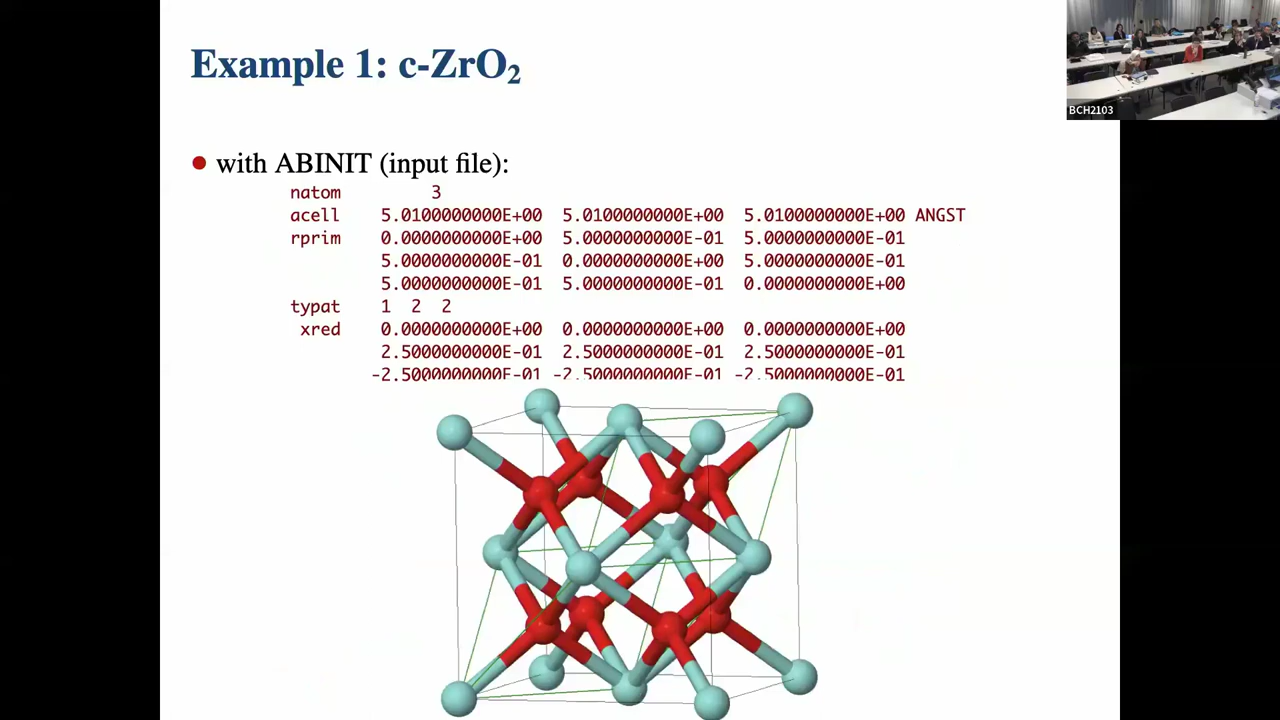 Example 1: c-ZrO₂
BCH2103
● with ABINIT (input file):
natom 3
acell 5.0100000000E+00 5.0100000000E+00 5.0100000000E+00 ANGST
rprim 0.0000000000E+00 5.0000000000E-01 5.0000000000E-01
5.0000000000E-01 0.0000000000E+00 5.0000000000E-01
5.0000000000E-01 5.0000000000E-01 0.0000000000E+00
typat 1 2 2
xred 0.0000000000E+00 0.0000000000E+00 0.0000000000E+00
2.5000000000E-01 2.5000000000E-01 2.5000000000E-01
-2.5000000000E-01 -2.5000000000E-01 -2.5000000000E-01